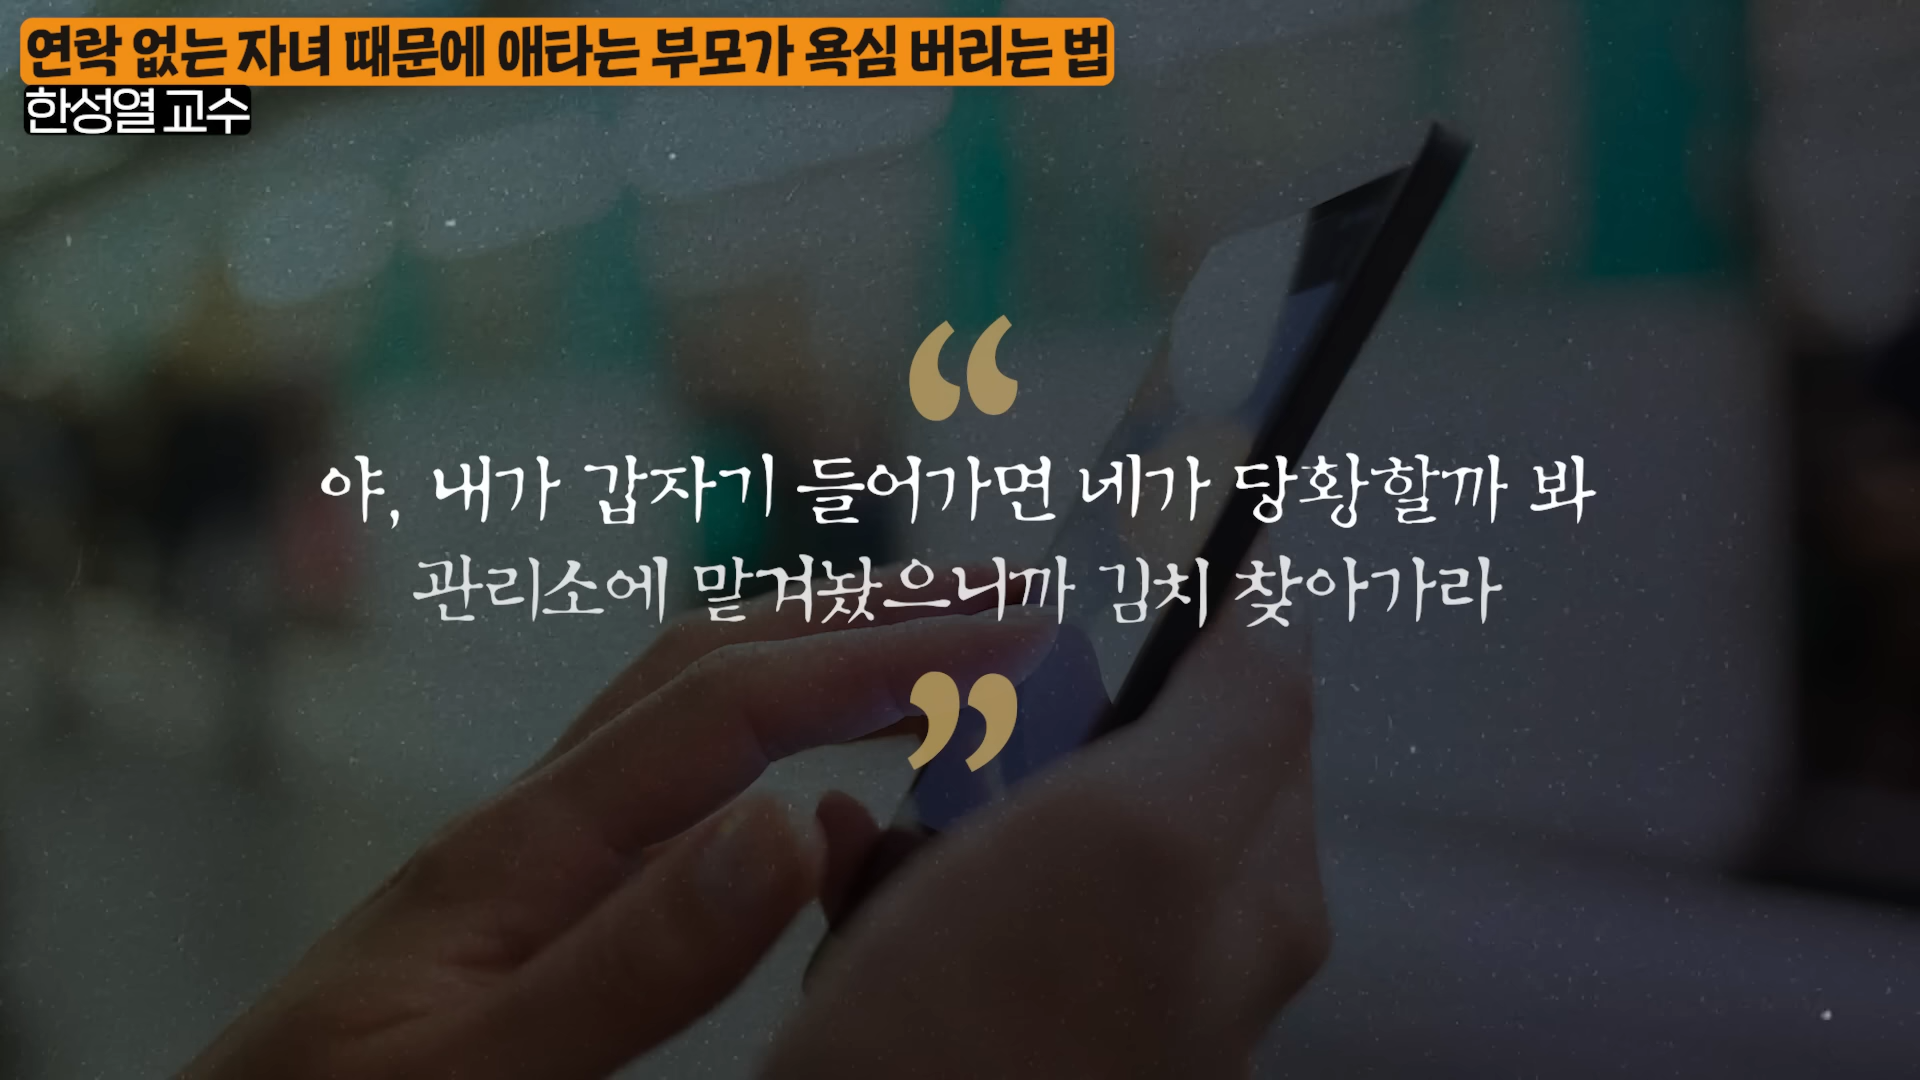 연락 없는 자녀 때문에 애타는 부모가 욕심 버리는 법
한성열 교수
“
야, 내가 갑자기 들어가면 네가 당황할까 봐
관리소에 맡겨놨으니까 김치 찾아가라
”